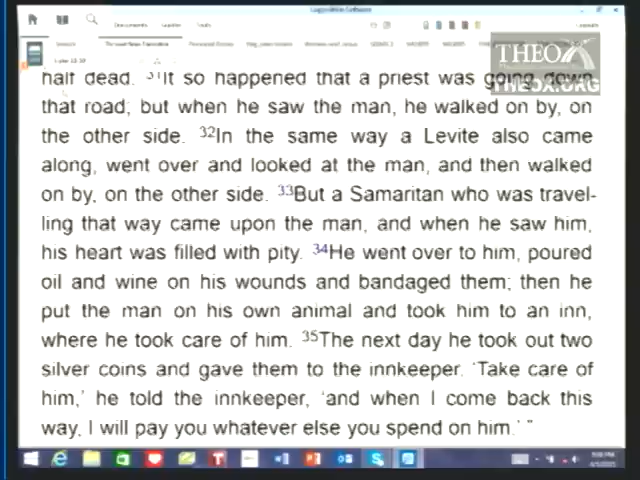 THEOX
THEOX.ORG
half dead. 31It so happened that a priest was going down
that road; but when he saw the man, he walked on by, on
the other side. 32In the same way a Levite also came
along, went over and looked at the man, and then walked
on by, on the other side. 33But a Samaritan who was travel-
ling that way came upon the man, and when he saw him,
his heart was filled with pity. 34He went over to him, poured
oil and wine on his wounds and bandaged them; then he
put the man on his own animal and took him to an inn,
where he took care of him. 35The next day he took out two
silver coins and gave them to the innkeeper. ‘Take care of
him,’ he told the innkeeper, ‘and when I come back this
way, I will pay you whatever else you spend on him.’ ”